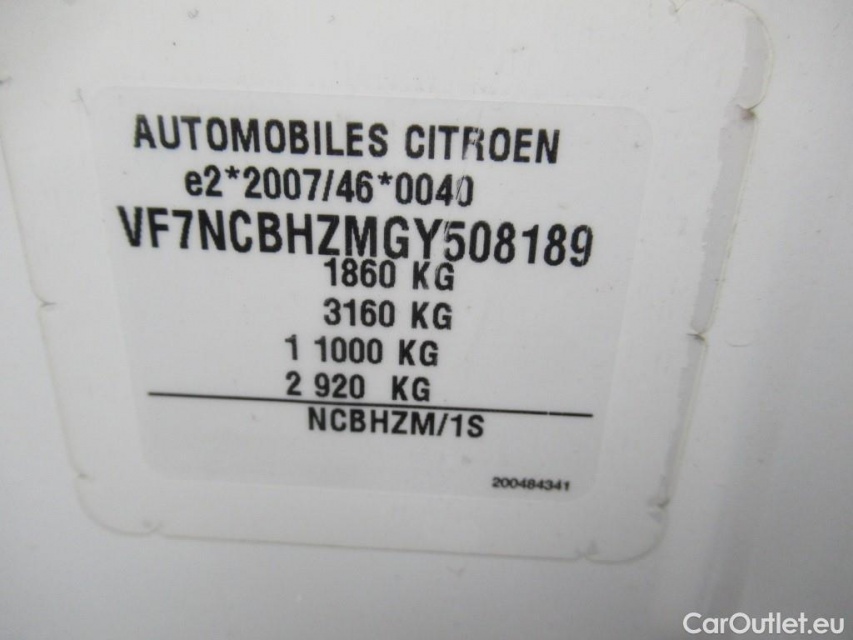 AUTOMOBILES CITROEN
e2*2007/46*0040
VF7NCBHZMGY508189
1860 KG
3160 KG
1 1000 KG
2 920 KG
NCBHZM/1S
200484341
CarOutlet.eu